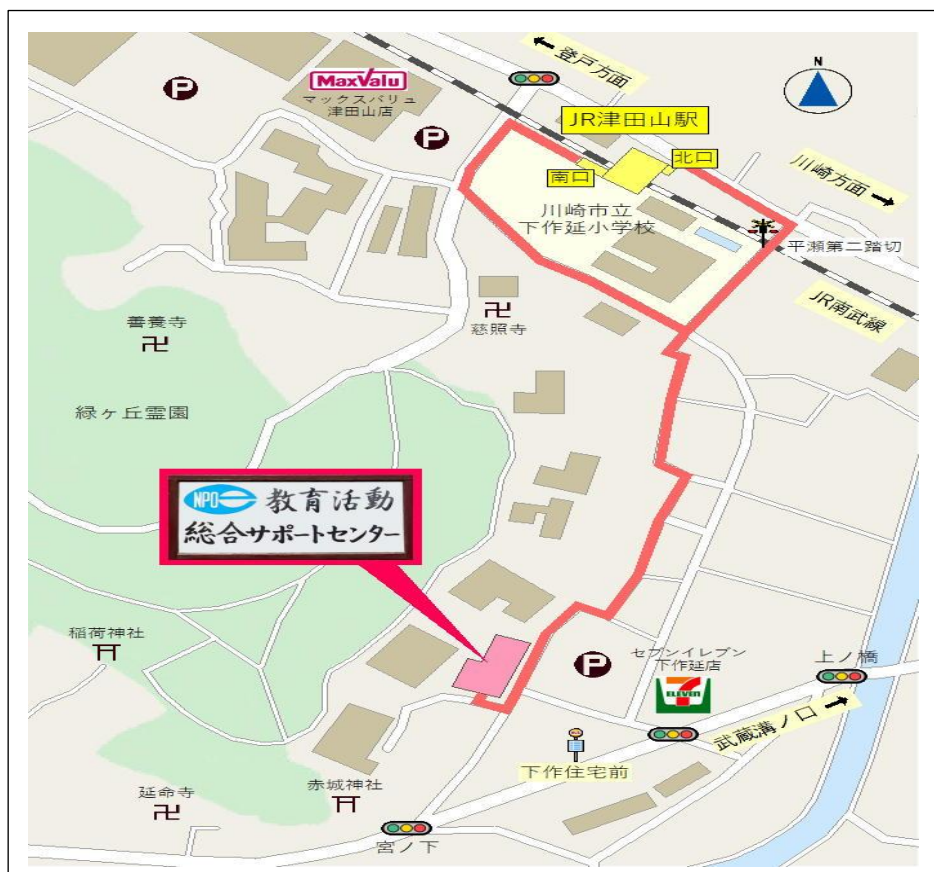 登戸方面
N
P
MaxValu
マックスバリュ
津田山店
P
JR津田山駅
北口
南口
川崎方面
川崎市立
下作延小学校
平瀬第二踏切
JR南武線
慈照寺
善養寺
緑ヶ丘霊園
NPO 教育活動
総合サポートセンター
稲荷神社
P
セブンイレブン
下作延店
ELEVEN
上ノ橋
武蔵溝ノ口
下作住宅前
赤城神社
延命寺
宮ノ下